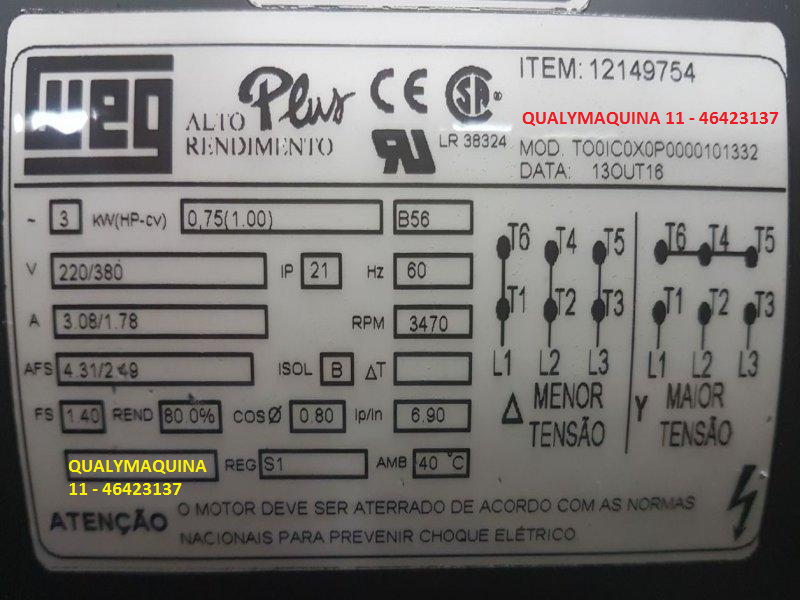 WEG
ALTO Plus
RENDIMENTO
CE
SA
LR 38324
ITEM: 12149754
QUALYMAQUINA 11 - 46423137
MOD. TO0IC0X0P0000101332
DATA: 13OUT16
~ 3 KW(HP-cv) 0,75(1.00) B56
V 220/380 IP 21 Hz 60
A 3.08/1.78 RPM 3470
AFS 4.31/2.49 ISOL B ΔT
FS 1.40 REND 80.0% COSØ 0.80 Ip/In 6.90
QUALYMAQUINA
11 - 46423137
REG S1 AMB 40 °C
T6 T4 T5
T1 T2 T3
L1 L2 L3
Δ MENOR
TENSÃO
T6 T4 T5
T1 T2 T3
L1 L2 L3
Y MAIOR
TENSÃO
ATENÇÃO O MOTOR DEVE SER ATERRADO DE ACORDO COM AS NORMAS
NACIONAIS PARA PREVENIR CHOQUE ELÉTRICO.